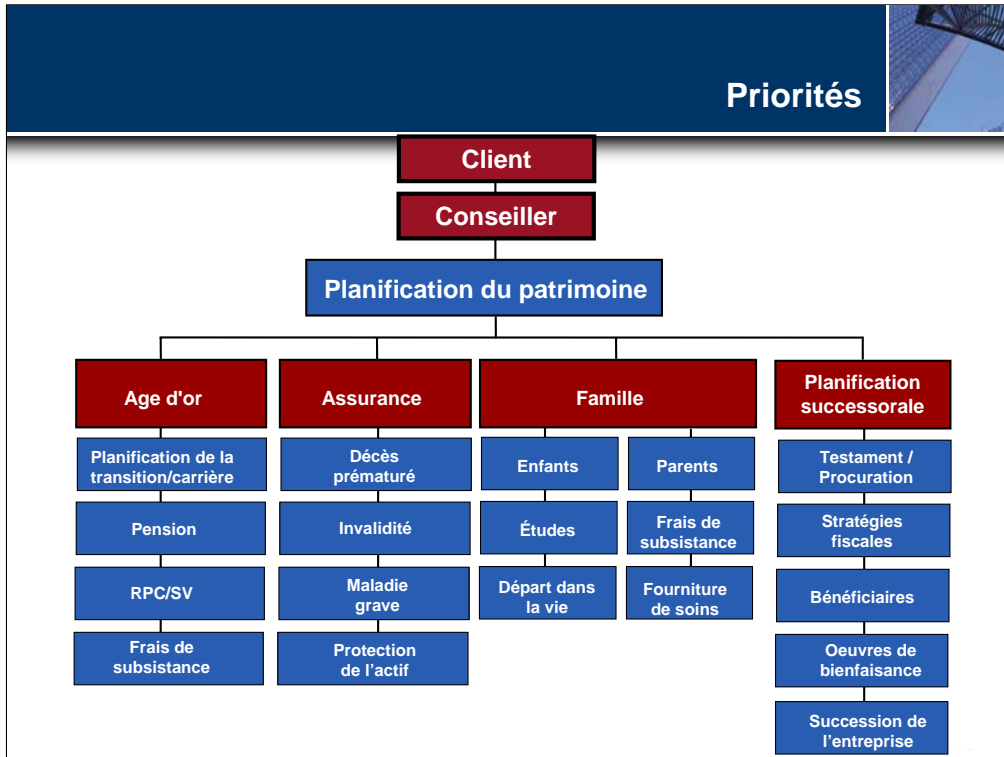 Priorités
Client
Conseiller
Planification du patrimoine
Age d'or
Planification de la
transition/carrière
Pension
RPC/SV
Frais de
subsistance
Assurance
Décès
prématuré
Invalidité
Maladie
grave
Protection
de l’actif
Famille
Enfants
Études
Départ dans
la vie
Parents
Frais de
subsistance
Fourniture
de soins
Planification
successorale
Testament /
Procuration
Stratégies
fiscales
Bénéficiaires
Oeuvres de
bienfaisance
Succession de
l’entreprise